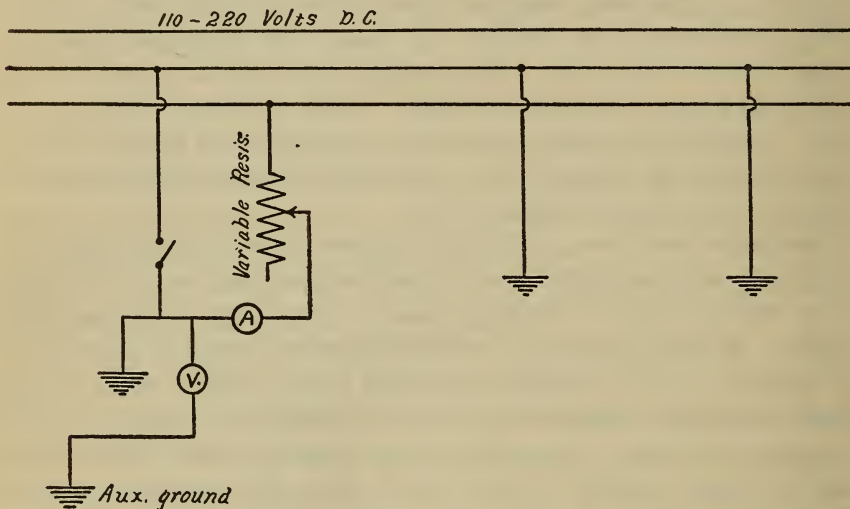 110-220 Volts D.C.
Variable Resis.
A
V.
Aux. ground